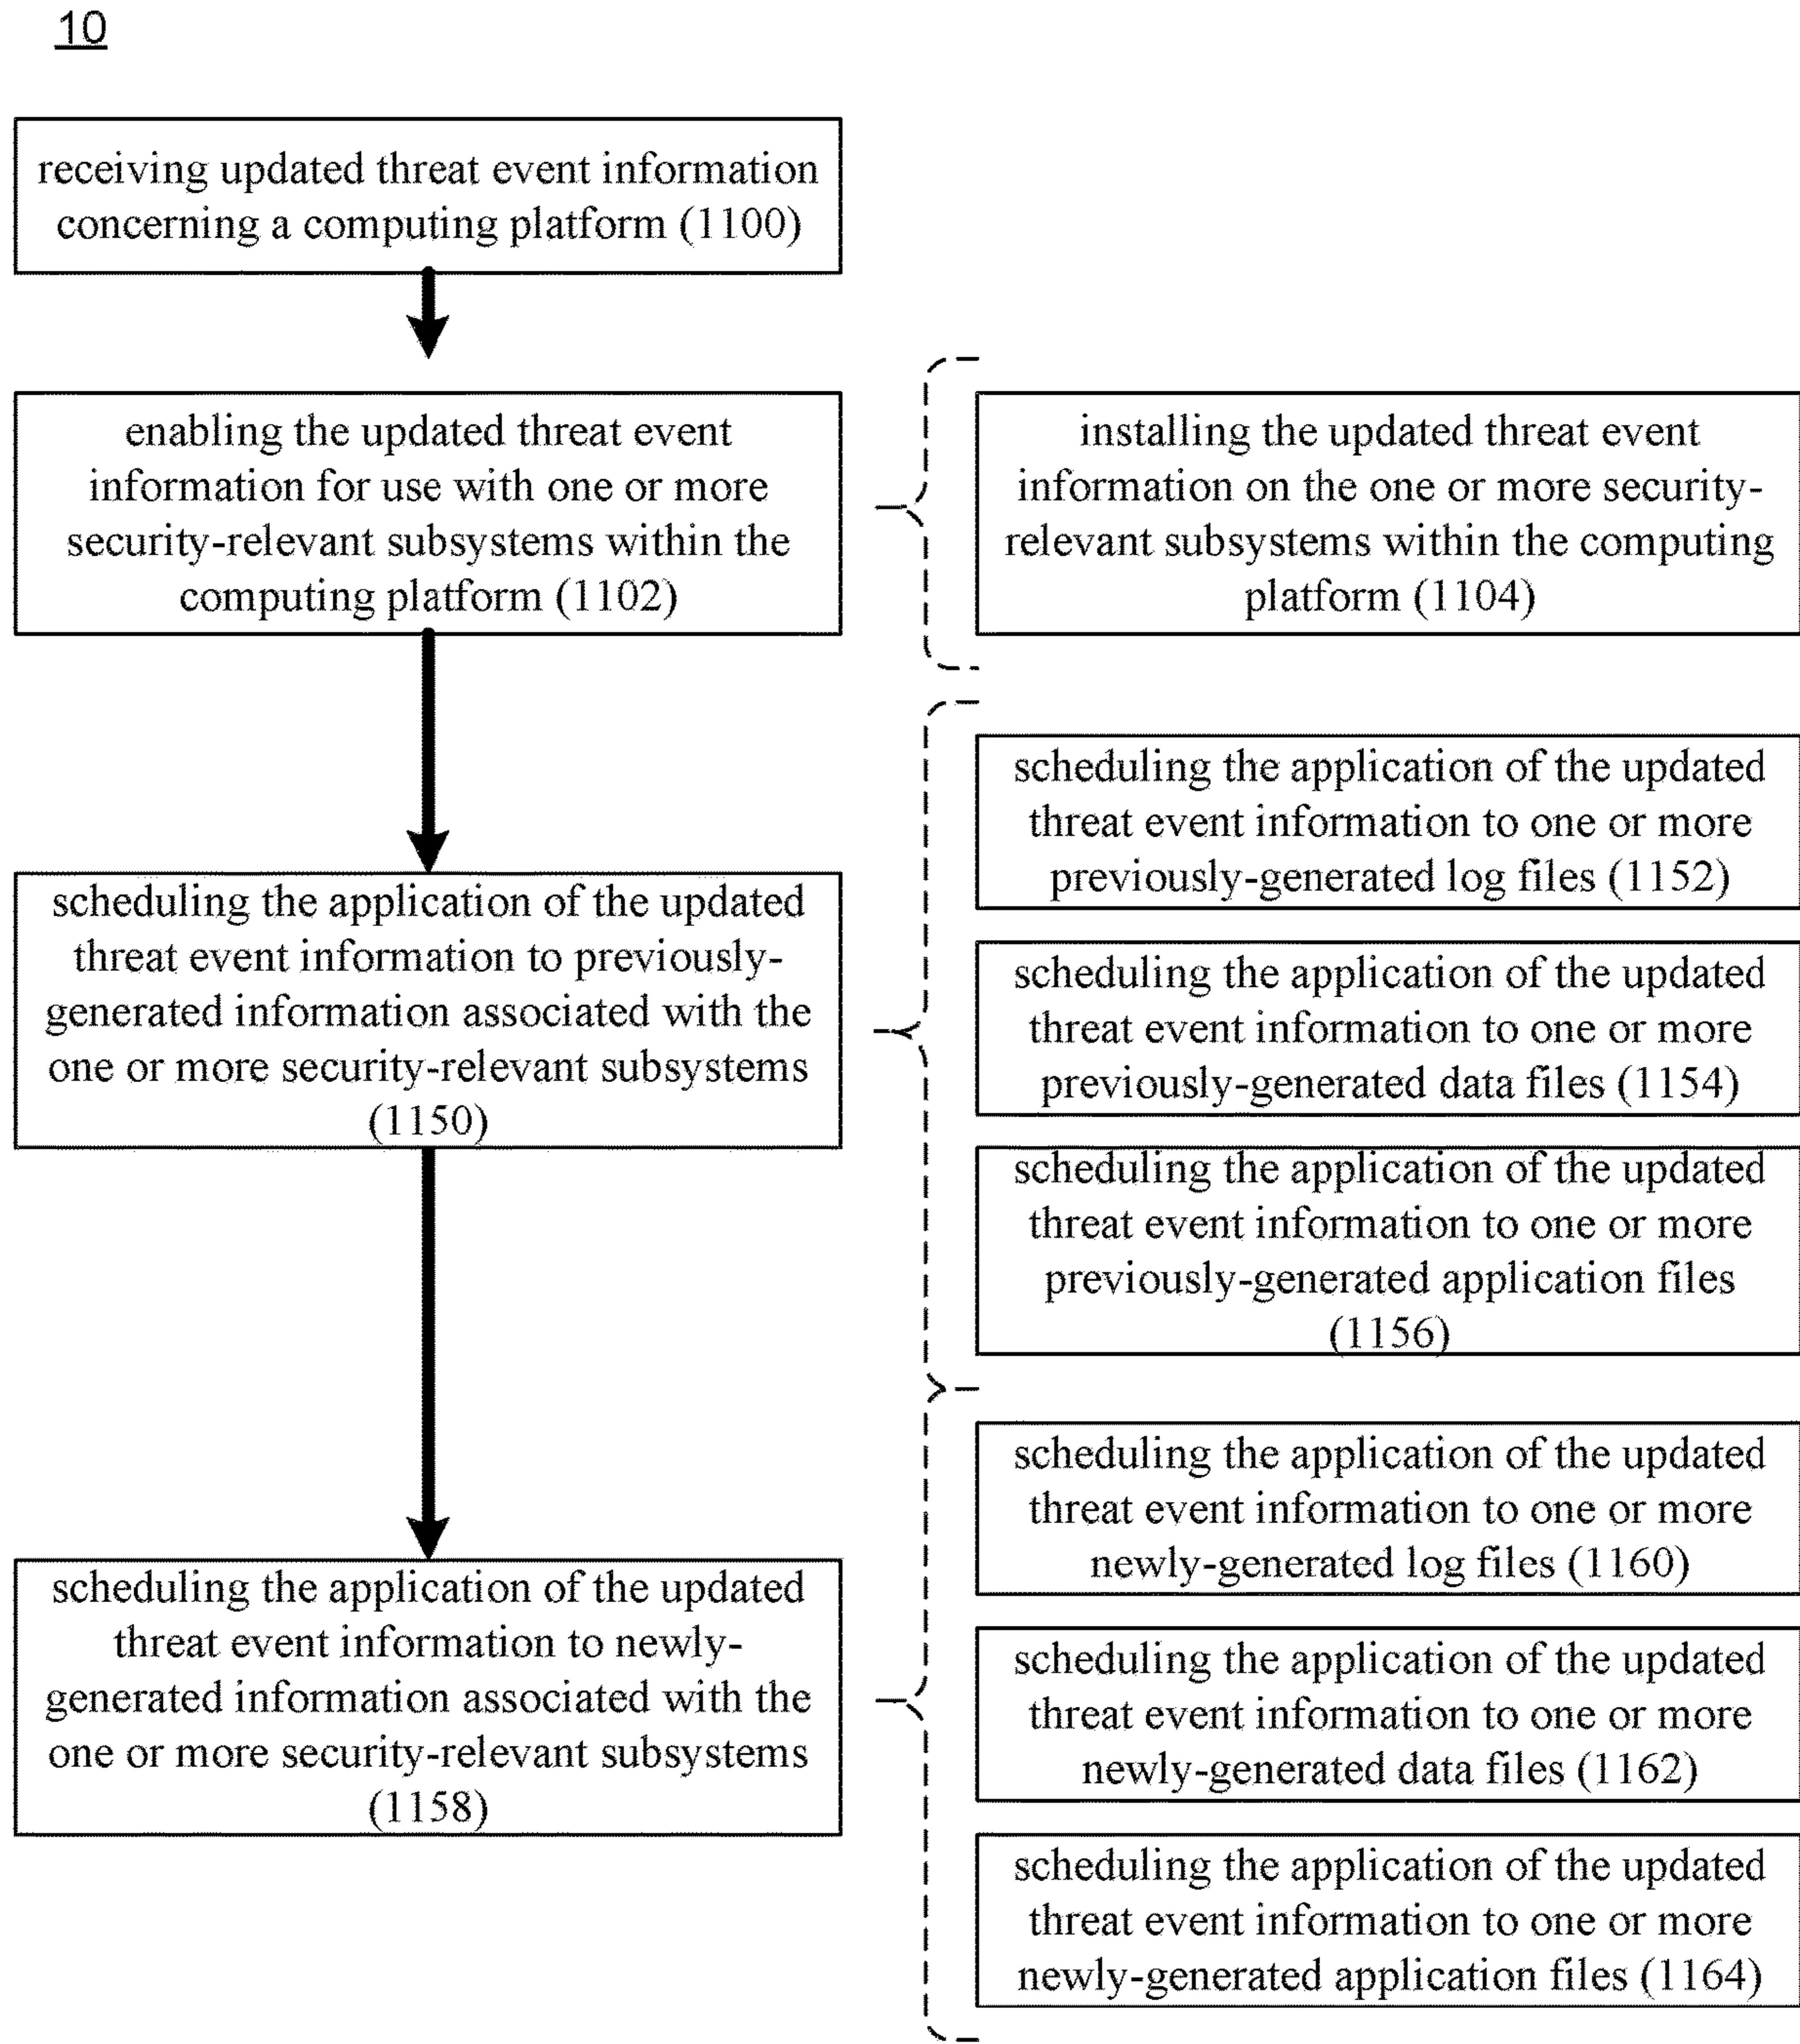 10
receiving updated threat event information
concerning a computing platform (1100)
enabling the updated threat event
information for use with one or more
security-relevant subsystems within the
computing platform (1102)
installing the updated threat event
information on the one or more security-
relevant subsystems within the computing
platform (1104)
scheduling the application of the updated
threat event information to previously-
generated information associated with the
one or more security-relevant subsystems
(1150)
scheduling the application of the updated
threat event information to one or more
previously-generated log files (1152)
scheduling the application of the updated
threat event information to one or more
previously-generated data files (1154)
scheduling the application of the updated
threat event information to one or more
previously-generated application files
(1156)
scheduling the application of the updated
threat event information to newly-
generated information associated with the
one or more security-relevant subsystems
(1158)
scheduling the application of the updated
threat event information to one or more
newly-generated log files (1160)
scheduling the application of the updated
threat event information to one or more
newly-generated data files (1162)
scheduling the application of the updated
threat event information to one or more
newly-generated application files (1164)